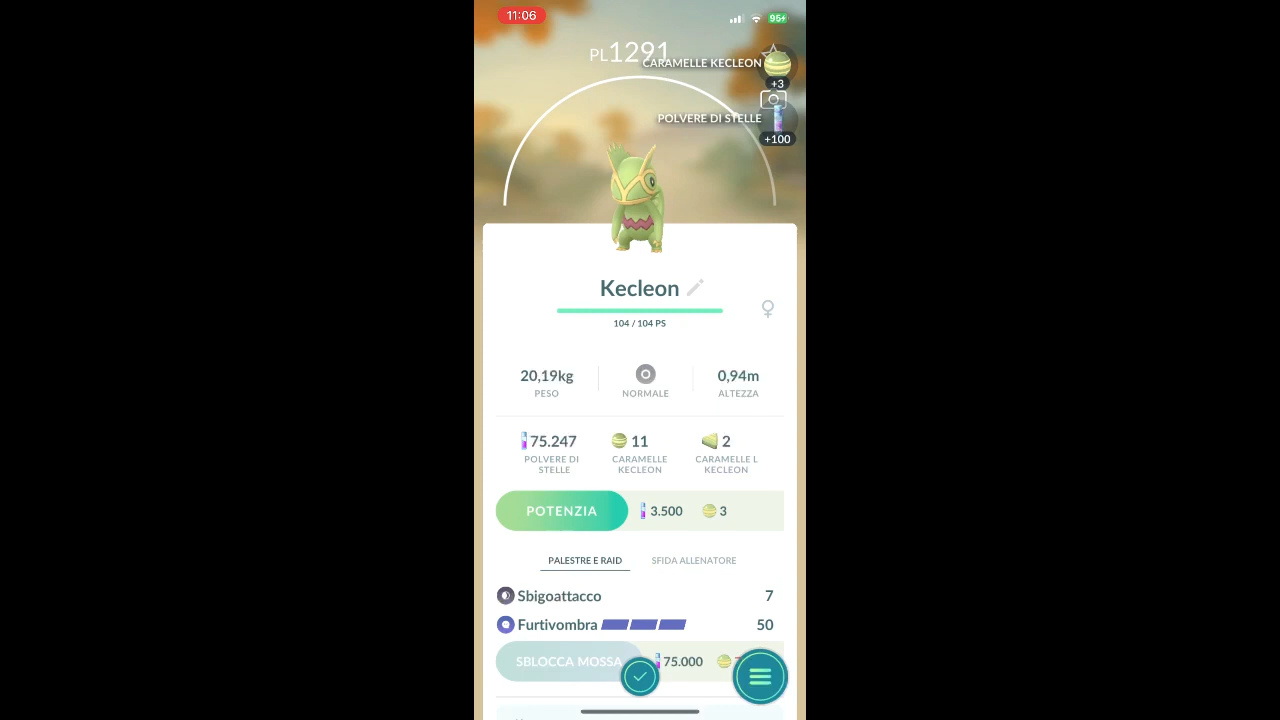 11:06
95+
PL1291
CARAMELLE KECLEON
+3
POLVERE DI STELLE
+100
Kecleon
104 / 104 PS
20,19kg
PESO
NORMALE
0,94m
ALTEZZA
75.247
POLVERE DI
STELLE
11
CARAMELLE
KECLEON
2
CARAMELLE L
KECLEON
POTENZIA
3.500
3
PALESTRE E RAID
SFIDA ALLENATORE
Sbigoattacco
7
Furtivombra
50
SBLOCCA MOSSA
75.000